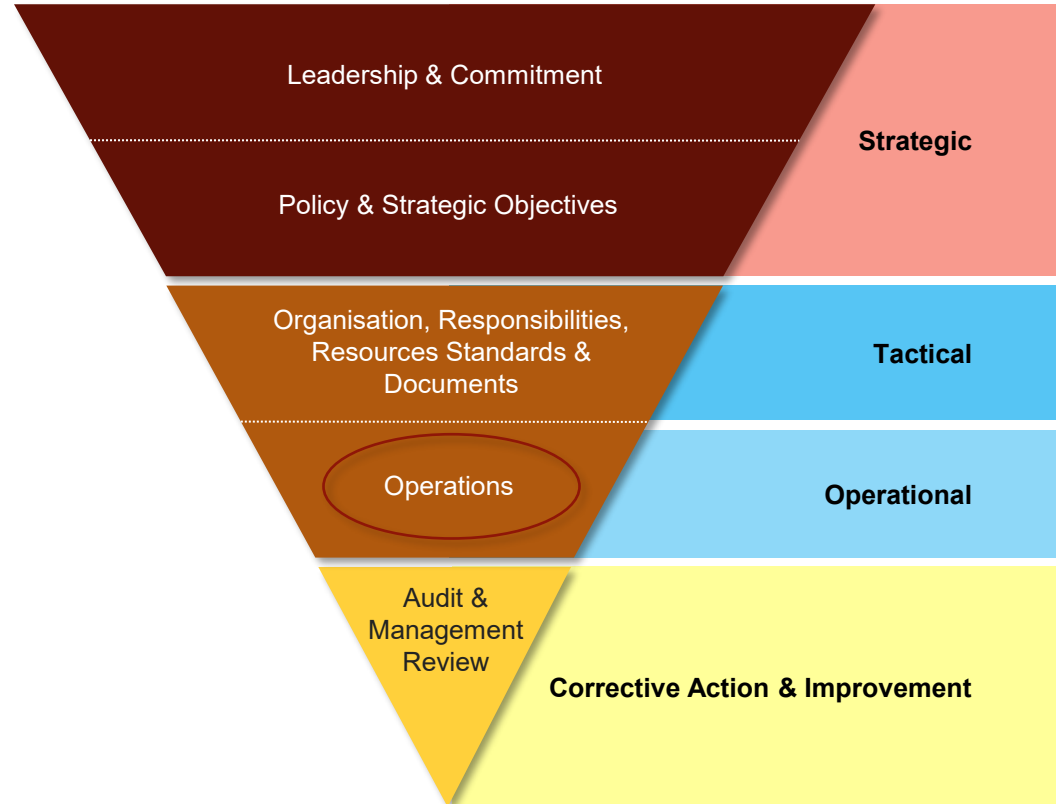 Leadership & Commitment
Strategic
Policy & Strategic Objectives
Organisation, Responsibilities,
Resources Standards &
Documents
Tactical
Operations
Operational
Audit &
Management
Review
Corrective Action & Improvement